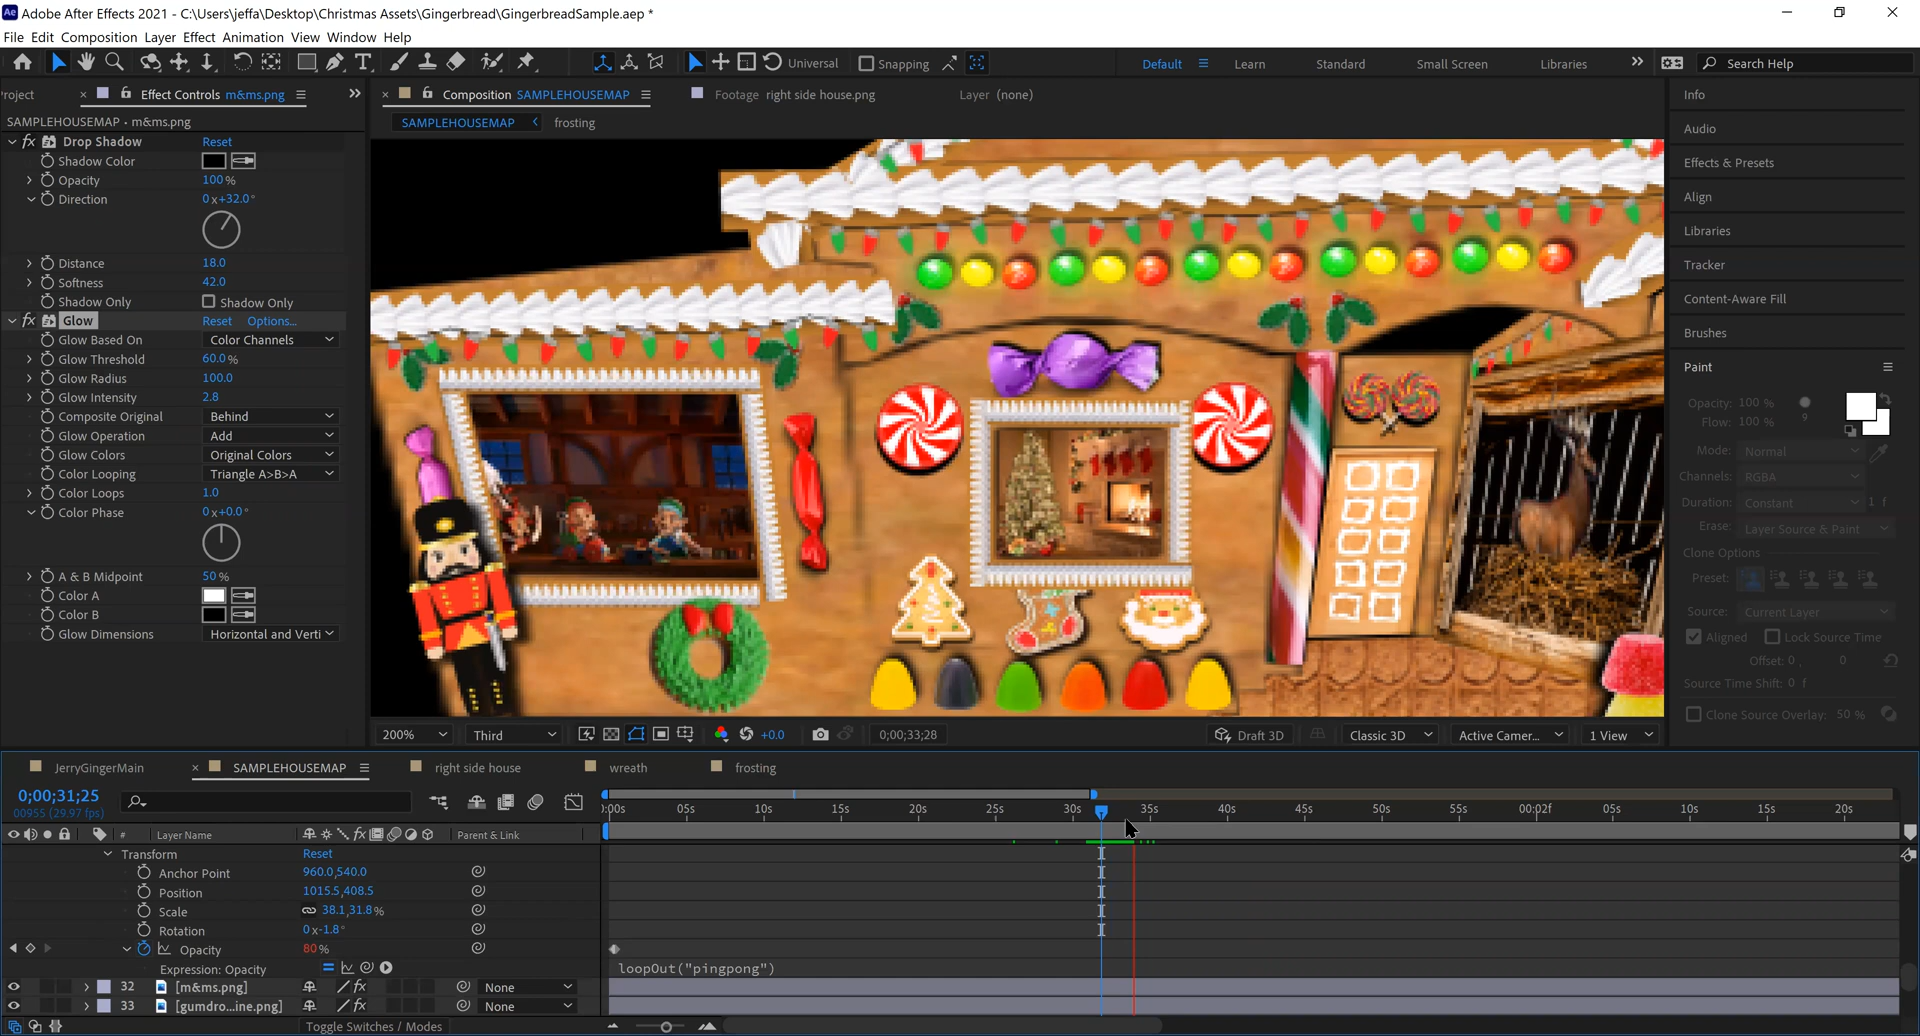 Ae Adobe After Effects 2021 - C:\Users\jeffa\Desktop\Christmas Assets\Gingerbread\GingerbreadSample.aep *
File Edit Composition Layer Effect Animation View Window Help
Universal Snapping Default Learn Standard Small Screen Libraries Search Help
roject Effect Controls m&ms.png
SAMPLEHOUSEMAP • m&ms.png
fx Drop Shadow Reset
Shadow Color
Opacity 100 %
Direction 0 x+32.0°
Distance 18.0
Softness 42.0
Shadow Only Shadow Only
fx Glow Reset Options...
Glow Based On Color Channels
Glow Threshold 60.0 %
Glow Radius 100.0
Glow Intensity 2.8
Composite Original Behind
Glow Operation Add
Glow Colors Original Colors
Color Looping Triangle A>B>A
Color Loops 1.0
Color Phase 0 x+0.0°
A & B Midpoint 50 %
Color A
Color B
Glow Dimensions Horizontal and Verti
Composition SAMPLEHOUSEMAP Footage right side house.png Layer (none)
SAMPLEHOUSEMAP frosting
200% Third +0.0 0;00;33;28 Draft 3D Classic 3D Active Camer... 1 View
Info
Audio
Effects & Presets
Align
Libraries
Tracker
Content-Aware Fill
Brushes
Paint
Opacity: 100 %
Flow: 100 % 9
Mode: Normal
Channels: RGBA
Duration: Constant 1 f
Erase: Layer Source & Paint
Clone Options
Preset:
Source: Current Layer
Aligned Lock Source Time
Offset: 0 , 0
Source Time Shift: 0 f
Clone Source Overlay: 50 %
JerryGingerMain SAMPLEHOUSEMAP right side house wreath frosting
0;00;31;25
00955 (29.97 fps)
):00s 05s 10s 15s 20s 25s 30s 35s 40s 45s 50s 55s 00:02f 05s 10s 15s 20s
# Layer Name fx Parent & Link
Transform Reset
Anchor Point 960.0,540.0
Position 1015.5,408.5
Scale 38.1,31.8 %
Rotation 0 x-1.8°
Opacity 80 %
Expression: Opacity loopOut("pingpong")
32 [m&ms.png] fx None
33 [gumdro...ine.png] fx None
Toggle Switches / Modes